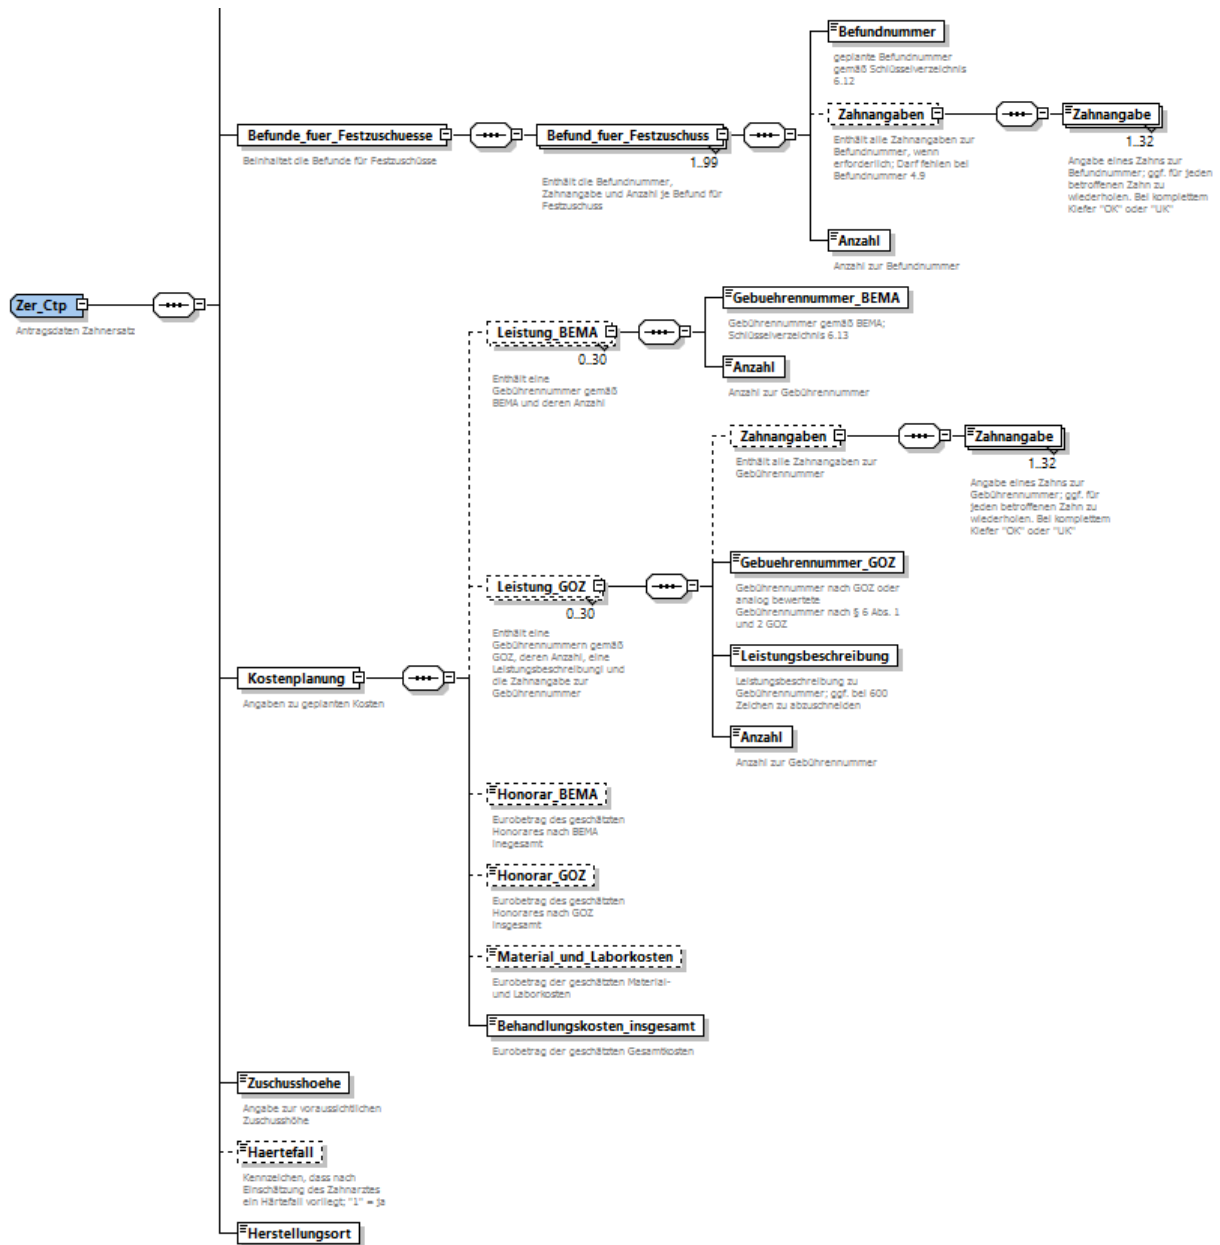 Befundnummer
geplante Befundnummer
gemäß Schlüsselverzeichnis
6.12
Befunde_fuer_Festzuschuesse
Beinhaltet die Befunde für Festzuschüsse
Befund_fuer_Festzuschuss
1..99
Enthält die Befundnummer,
Zahnangabe und Anzahl je Befund für
Festzuschuss
Zahnangaben
Enthält alle Zahnangaben zur
Befundnummer, wenn
erforderlich; Darf fehlen bei
Befundnummer 4.9
Zahnangabe
1..32
Angabe eines Zahns zur
Befundnummer; ggf. für jeden
betroffenen Zahn zu
wiederholen. Bei komplettem
Kiefer "OK" oder "UK"
Anzahl
Anzahl zur Befundnummer
Zer_Ctp
Antragsdaten Zahnersatz
Leistung_BEMA
0..30
Enthält eine
Gebührennummer gemäß
BEMA und deren Anzahl
Gebuehrennummer_BEMA
Gebührennummer gemäß BEMA;
Schlüsselverzeichnis 6.13
Anzahl
Anzahl zur Gebührennummer
Zahnangaben
Enthält alle Zahnangaben zur
Gebührennummer
Zahnangabe
1..32
Angabe eines Zahns zur
Gebührennummer; ggf. für
jeden betroffenen Zahn zu
wiederholen. Bei komplettem
Kiefer "OK" oder "UK"
Leistung_GOZ
0..30
Enthält eine
Gebührennummern gemäß
GOZ, deren Anzahl, eine
Leistungsbeschreibungl und
die Zahnangabe zur
Gebührennummer
Gebuehrennummer_GOZ
Gebührennummer nach GOZ oder
analog bewertete
Gebührennummer nach § 6 Abs. 1
und 2 GOZ
Leistungsbeschreibung
Leistungsbeschreibung zu
Gebührennummer; ggf. bei 600
Zeichen zu abzuschneiden
Anzahl
Anzahl zur Gebührennummer
Kostenplanung
Angaben zu geplanten Kosten
Honorar_BEMA
Eurobetrag des geschätzten
Honorares nach BEMA
inegesamt
Honorar_GOZ
Eurobetrag des geschätzten
Honorares nach GOZ
insgesamt
Material_und_Laborkosten
Eurobetrag der geschätzten Material-
und Laborkosten
Behandlungskosten_insgesamt
Eurobetrag der geschätzten Gesamtkosten
Zuschusshoehe
Angabe zur voraussichtlichen
Zuschusshöhe
Haertefall
Kennzeichen, dass nach
Einschätzung des Zahnarztes
ein Härtefall vorliegt; "1" = ja
Herstellungsort